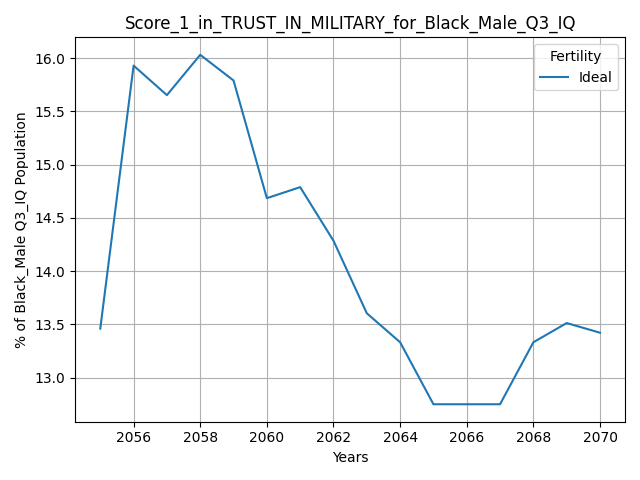 Score_1_in_TRUST_IN_MILITARY_for_Black_Male_Q3_IQ
Fertility
Ideal
% of Black_Male Q3_IQ Population
16.0
15.5
15.0
14.5
14.0
13.5
13.0
2056 2058 2060 2062 2064 2066 2068 2070
Years